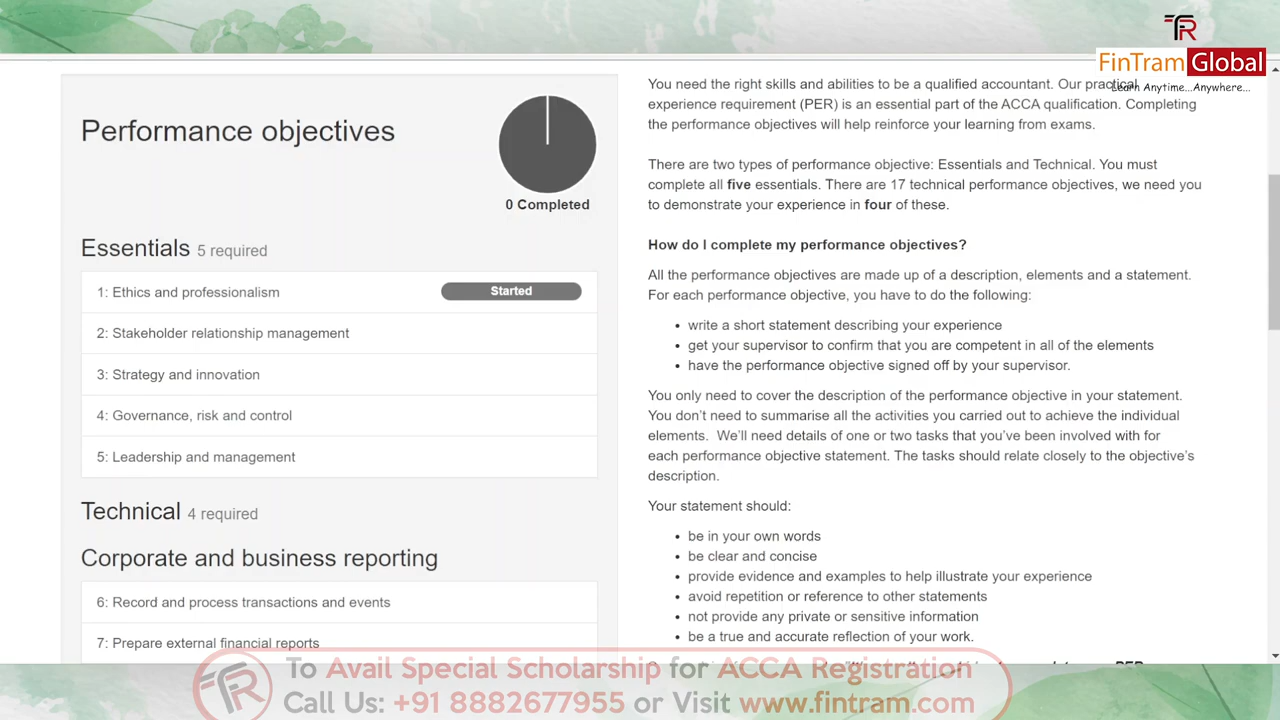 FR
FinTram Global
Learn Anytime...Anywhere...
Performance objectives
0 Completed
Essentials 5 required
1: Ethics and professionalism Started
2: Stakeholder relationship management
3: Strategy and innovation
4: Governance, risk and control
5: Leadership and management
Technical 4 required
Corporate and business reporting
6: Record and process transactions and events
7: Prepare external financial reports
You need the right skills and abilities to be a qualified accountant. Our practical
experience requirement (PER) is an essential part of the ACCA qualification. Completing
the performance objectives will help reinforce your learning from exams.
There are two types of performance objective: Essentials and Technical. You must
complete all five essentials. There are 17 technical performance objectives, we need you
to demonstrate your experience in four of these.
How do I complete my performance objectives?
All the performance objectives are made up of a description, elements and a statement.
For each performance objective, you have to do the following:
• write a short statement describing your experience
• get your supervisor to confirm that you are competent in all of the elements
• have the performance objective signed off by your supervisor.
You only need to cover the description of the performance objective in your statement.
You don’t need to summarise all the activities you carried out to achieve the individual
elements. We’ll need details of one or two tasks that you’ve been involved with for
each performance objective statement. The tasks should relate closely to the objective’s
description.
Your statement should:
• be in your own words
• be clear and concise
• provide evidence and examples to help illustrate your experience
• avoid repetition or reference to other statements
• not provide any private or sensitive information
• be a true and accurate reflection of your work.
FR
To Avail Special Scholarship for ACCA Registration
Call Us: +91 8882677955 or Visit www.fintram.com